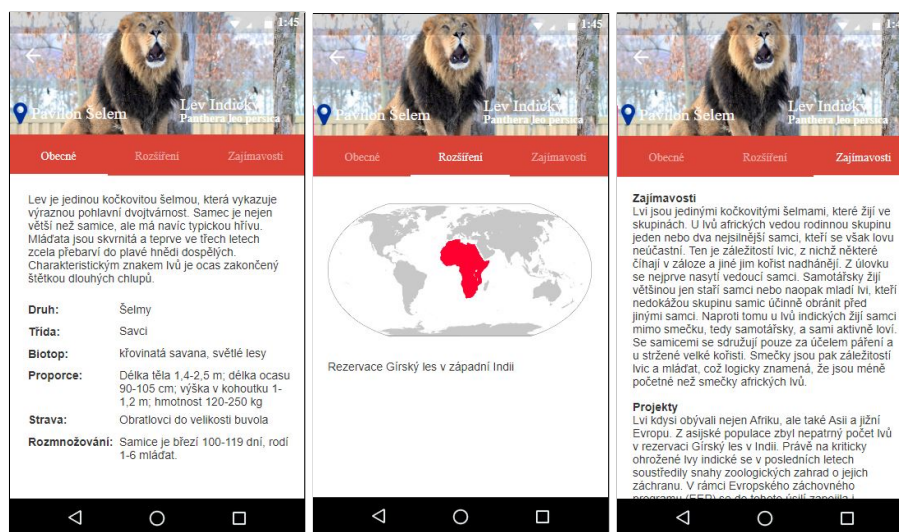 1:45
Pavilon Šelem
Lev Indický
Panthera leo persica
Obecné
Rozšíření
Zajímavosti
Lev je jedinou kočkovitou šelmou, která vykazuje
výraznou pohlavní dvojtvárnost. Samec je nejen
větší než samice, ale má navíc typickou hřívu.
Mláďata jsou skvrnitá a teprve ve třech letech
zcela přebarví do plavé hnědi dospělých.
Charakteristickým znakem lvů je ocas zakončený
štětkou dlouhých chlupů.
Druh: Šelmy
Třída: Savci
Biotop: křovinatá savana, světlé lesy
Proporce: Délka těla 1,4-2,5 m; délka ocasu
90-105 cm; výška v kohoutku 1-
1,2 m; hmotnost 120-250 kg
Strava: Obratlovci do velikosti buvola
Rozmnožování: Samice je březí 100-119 dní, rodí
1-6 mláďat.
1:45
Pavilon Šelem
Lev Indický
Panthera leo persica
Obecné
Rozšíření
Zajímavosti
Rezervace Gírský les v západní Indii
Pavilon Šelem
Lev Indický
Panthera leo persica
Obecné
Rozšíření
Zajímavosti
Zajímavosti
Lvi jsou jedinými kočkovitými šelmami, které žijí ve
skupinách. U lvů afrických vedou rodinnou skupinu
jeden nebo dva nejsilnější samci, kteří se však lovu
neúčastní. Ten je záležitostí lvic, z nichž některé
číhají v záloze a jiné jim kořist nadhánějí. Z úlovku
se nejprve nasytí vedoucí samci. Samotářsky žijí
většinou jen staří samci nebo naopak mladí lvi, kteří
nedokážou skupinu samic účinně obránit před
jinými samci. Naproti tomu u lvů indických žijí samci
mimo smečku, tedy samotářsky, a sami aktivně loví.
Se samicemi se sdružují pouze za účelem páření a
u stržené velké kořisti. Smečky jsou pak záležitostí
lvic a mláďat, což logicky znamená, že jsou méně
početné než smečky afrických lvů.
Projekty
Lvi kdysi obývali nejen Afriku, ale také Asii a jižní
Evropu. Z asijské populace zbyl nepatrný počet lvů
v rezervaci Gírský les v Indii. Právě na kriticky
ohrožené lvy indické se v posledních letech
soustředily snahy zoologických zahrad o jejich
záchranu. V rámci Evropského záchovného
programu (EEP) se do tohoto úsilí zapojila i